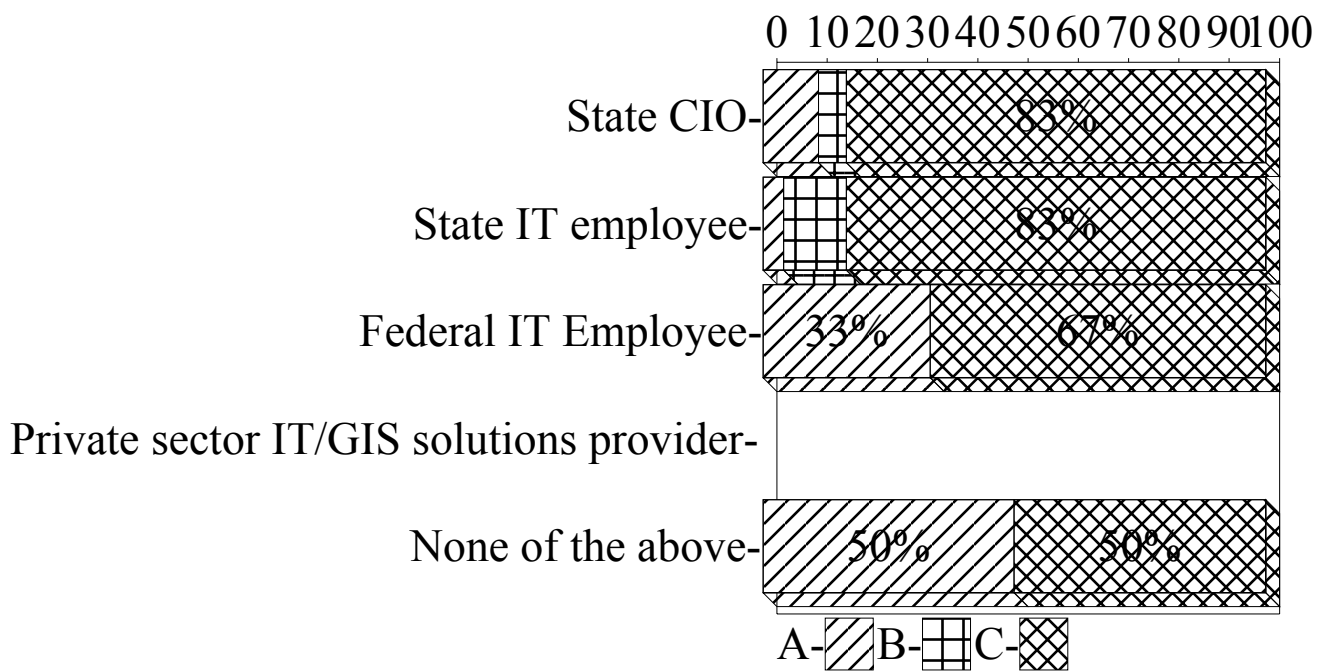 0 10 20 30 40 50 60 70 80 90 100
State CIO-
83%
State IT employee-
83%
Federal IT Employee-
33% 67%
Private sector IT/GIS solutions provider-
None of the above-
50% 50%
A- B- C-